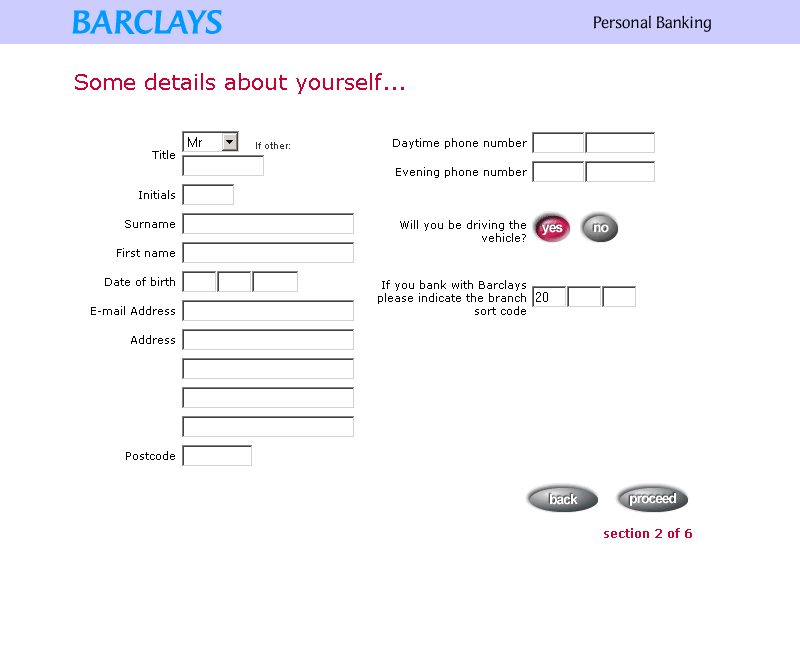 BARCLAYS
Personal Banking
Some details about yourself...
Title
Mr
If other:
Initials
Surname
First name
Date of birth
E-mail Address
Address
Postcode
Daytime phone number
Evening phone number
Will you be driving the
vehicle?
yes
no
If you bank with Barclays
please indicate the branch
sort code
20
back
proceed
section 2 of 6